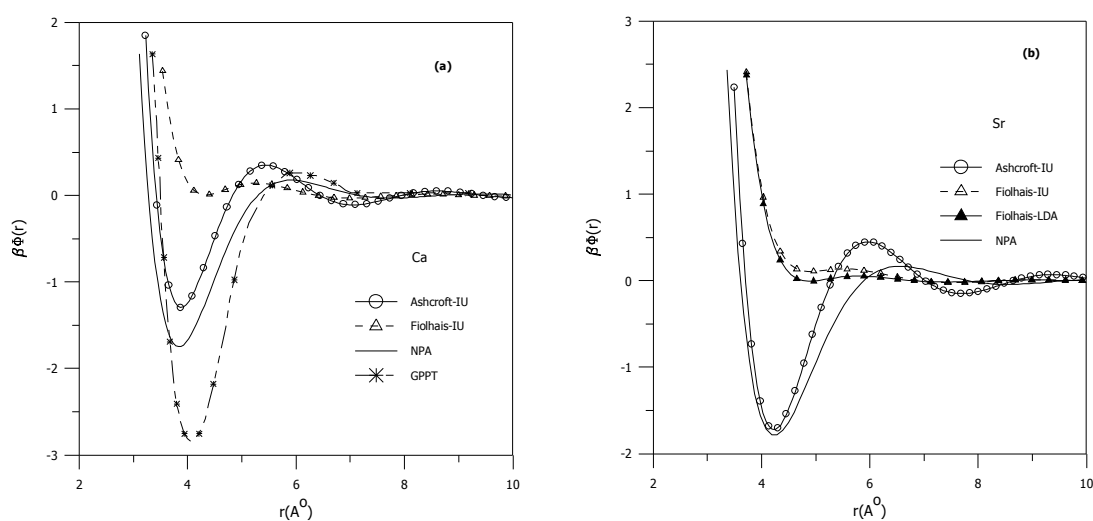 2
1
0
-1
-2
-3
2
4
6
8
10
βΦ(r)
r(A⁰)
(a)
Ca
Ashcroft-IU
Fiolhais-IU
NPA
GPPT
3
2
1
0
-1
-2
2
4
6
8
10
βΦ(r)
r(A⁰)
(b)
Sr
Ashcroft-IU
Fiolhais-IU
Fiolhais-LDA
NPA